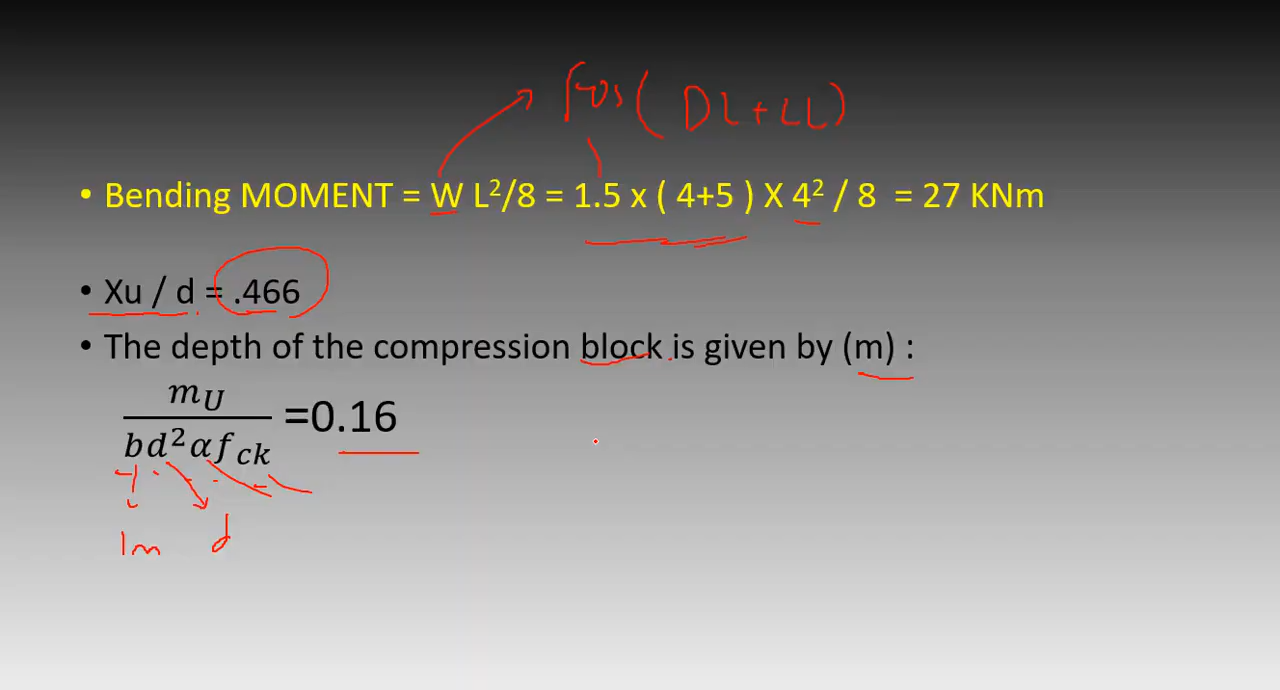 Fos ( DL + LL )
• Bending MOMENT = W L²/8 = 1.5 x ( 4+5 ) X 4² / 8 = 27 KNm
• Xu / d = .466
• The depth of the compression block is given by (m) :
m_U / bd²αf_ck =0.16
1m d